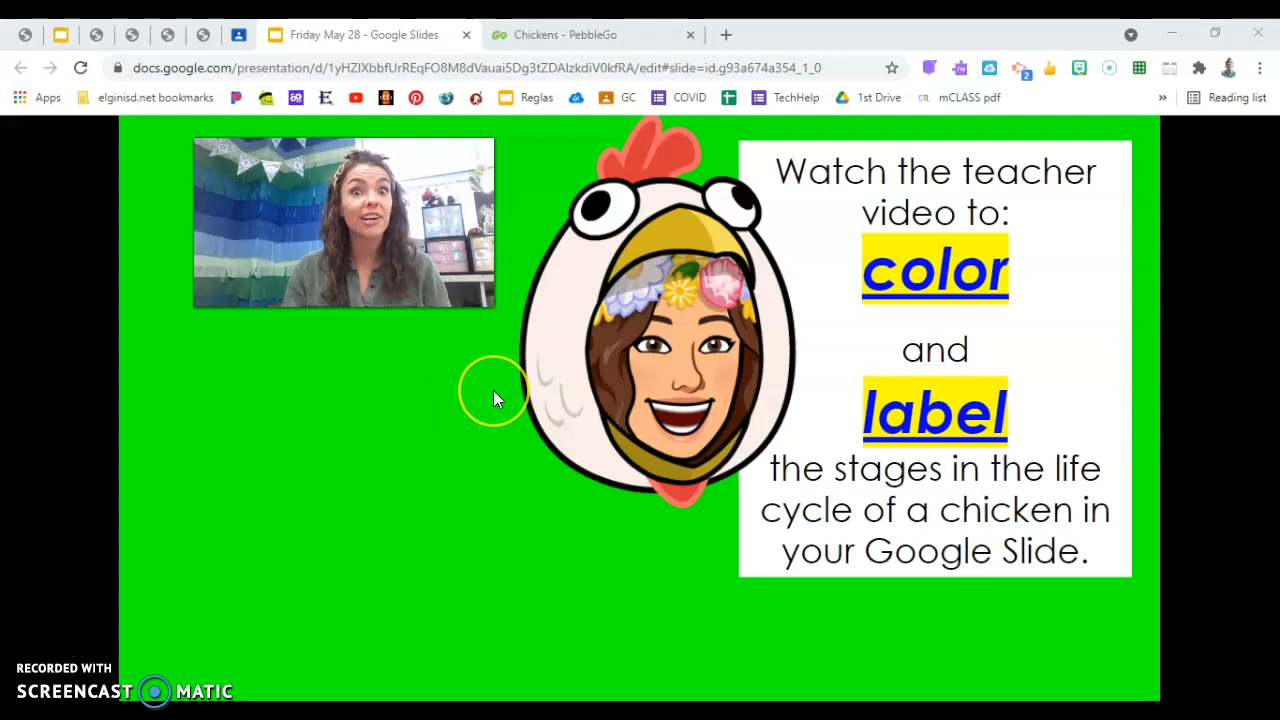 Friday May 28 - Google Slides
Chickens - PebbleGo
docs.google.com/presentation/d/1yHZIXbbfUrREqFO8M8dVauai5Dg3tZDAIzkdiV0kfRA/edit#slide=id.g93a674a354_1_0
2
Apps
elginisd.net bookmarks
Reglas
GC
COVID
TechHelp
1st Drive
mCLASS pdf
Reading list
Watch the teacher
video to:
color
and
label
the stages in the life
cycle of a chicken in
your Google Slide.
RECORDED WITH
SCREENCAST MATIC